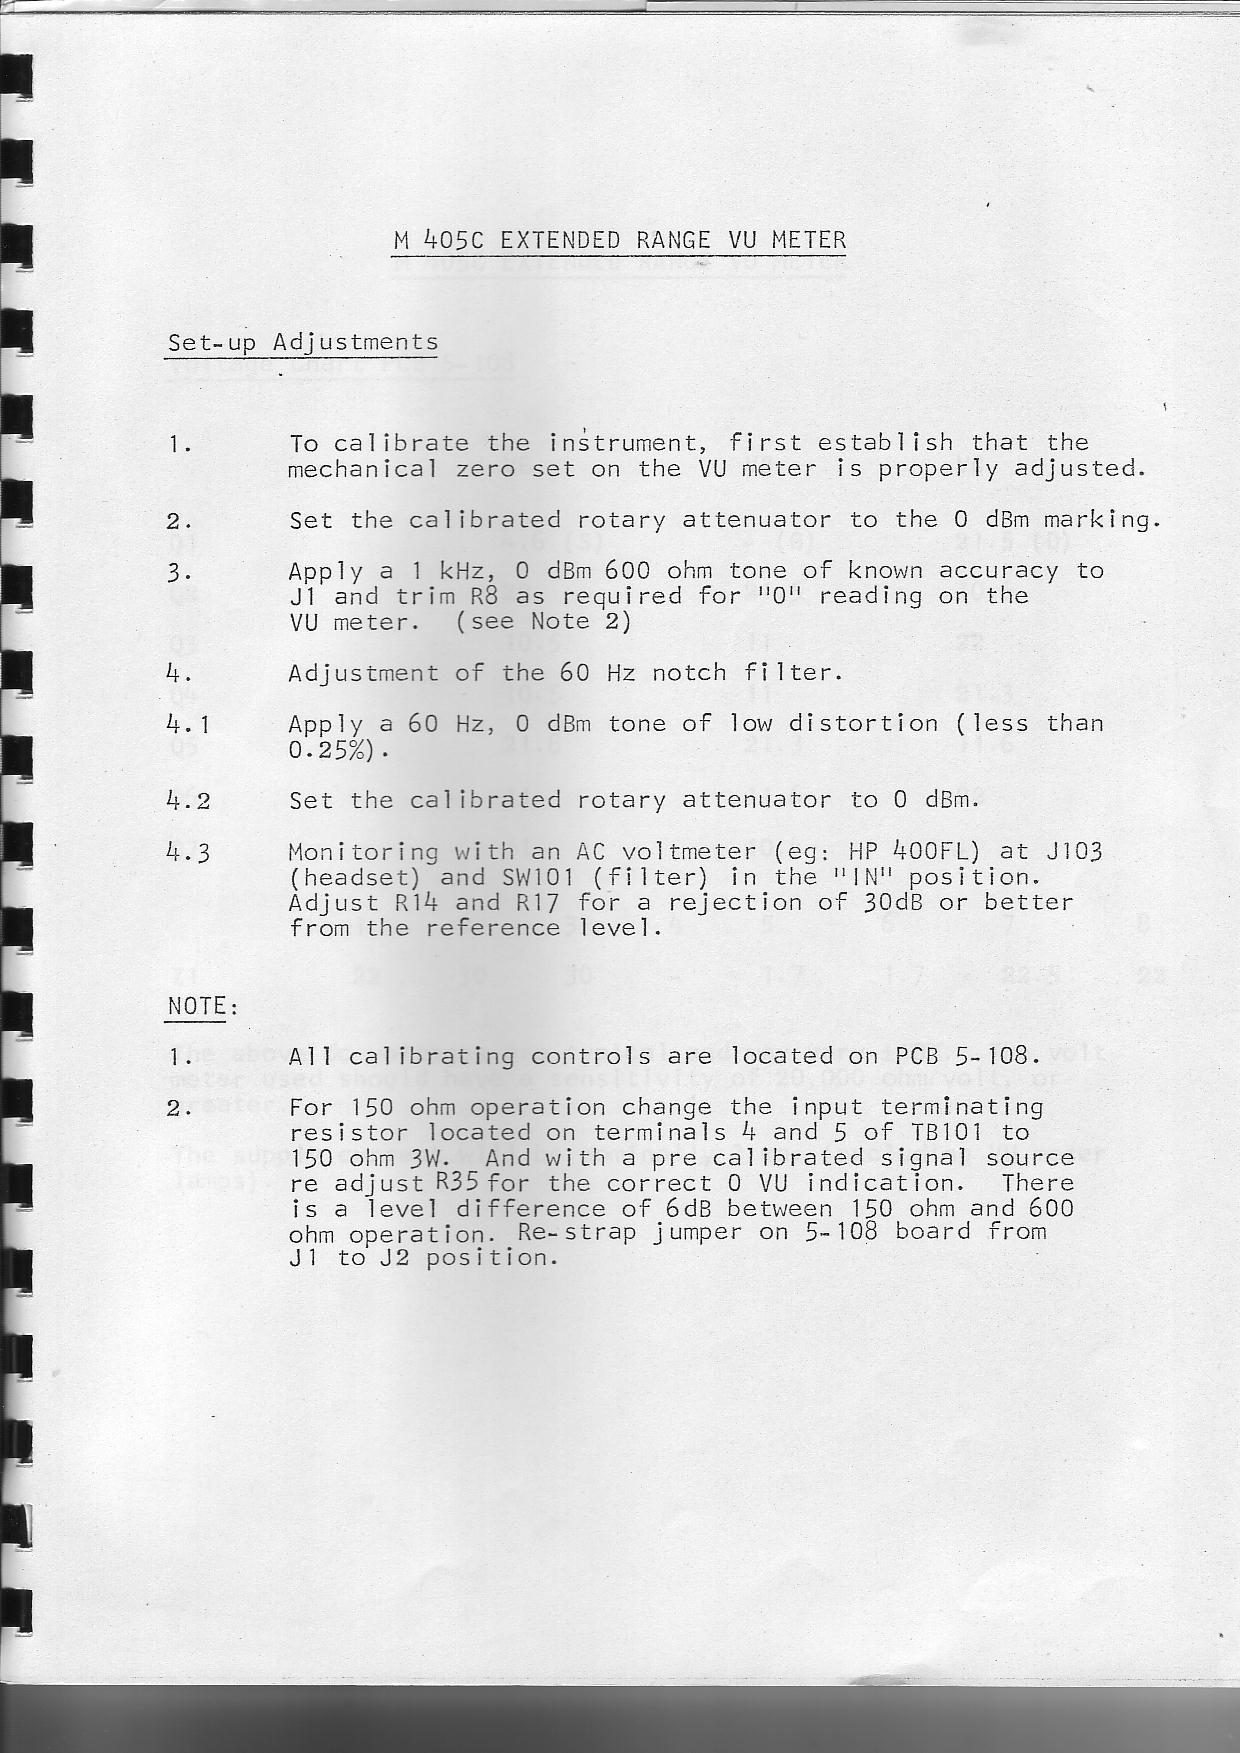 M 405C EXTENDED RANGE VU METER
Set-up Adjustments
1. To calibrate the instrument, first establish that the
mechanical zero set on the VU meter is properly adjusted.
2. Set the calibrated rotary attenuator to the 0 dBm marking.
3. Apply a 1 kHz, 0 dBm 600 ohm tone of known accuracy to
J1 and trim R8 as required for "0" reading on the
VU meter. (see Note 2)
4. Adjustment of the 60 Hz notch filter.
4.1 Apply a 60 Hz, 0 dBm tone of low distortion (less than
0.25%).
4.2 Set the calibrated rotary attenuator to 0 dBm.
4.3 Monitoring with an AC voltmeter (eg: HP 400FL) at J103
(headset) and SW101 (filter) in the "IN" position.
Adjust R14 and R17 for a rejection of 30dB or better
from the reference level.
NOTE:
1. All calibrating controls are located on PCB 5-108.
2. For 150 ohm operation change the input terminating
resistor located on terminals 4 and 5 of TB101 to
150 ohm 3W. And with a pre calibrated signal source
re adjust R35 for the correct 0 VU indication. There
is a level difference of 6dB between 150 ohm and 600
ohm operation. Re-strap jumper on 5-108 board from
J1 to J2 position.